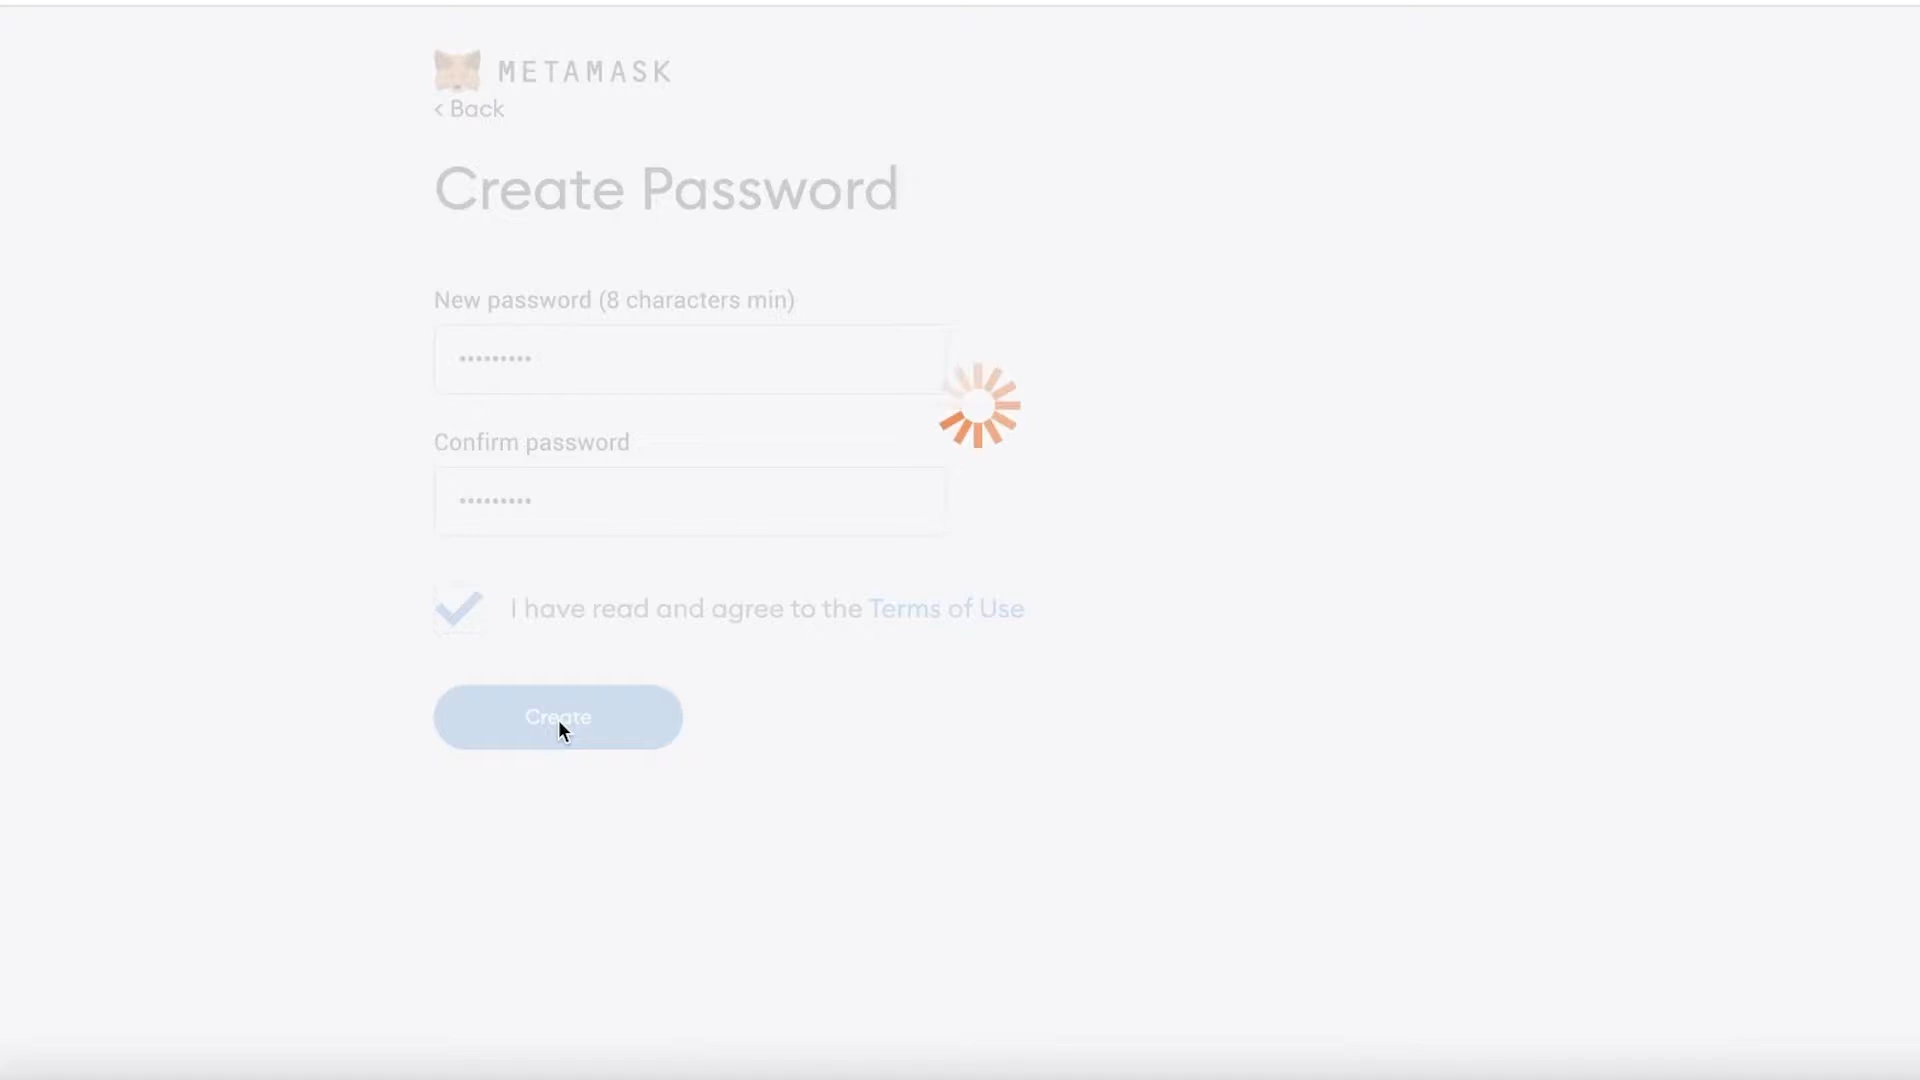 METAMASK
< Back
Create Password
New password (8 characters min)
•••••••••
Confirm password
•••••••••
I have read and agree to the Terms of Use
Create